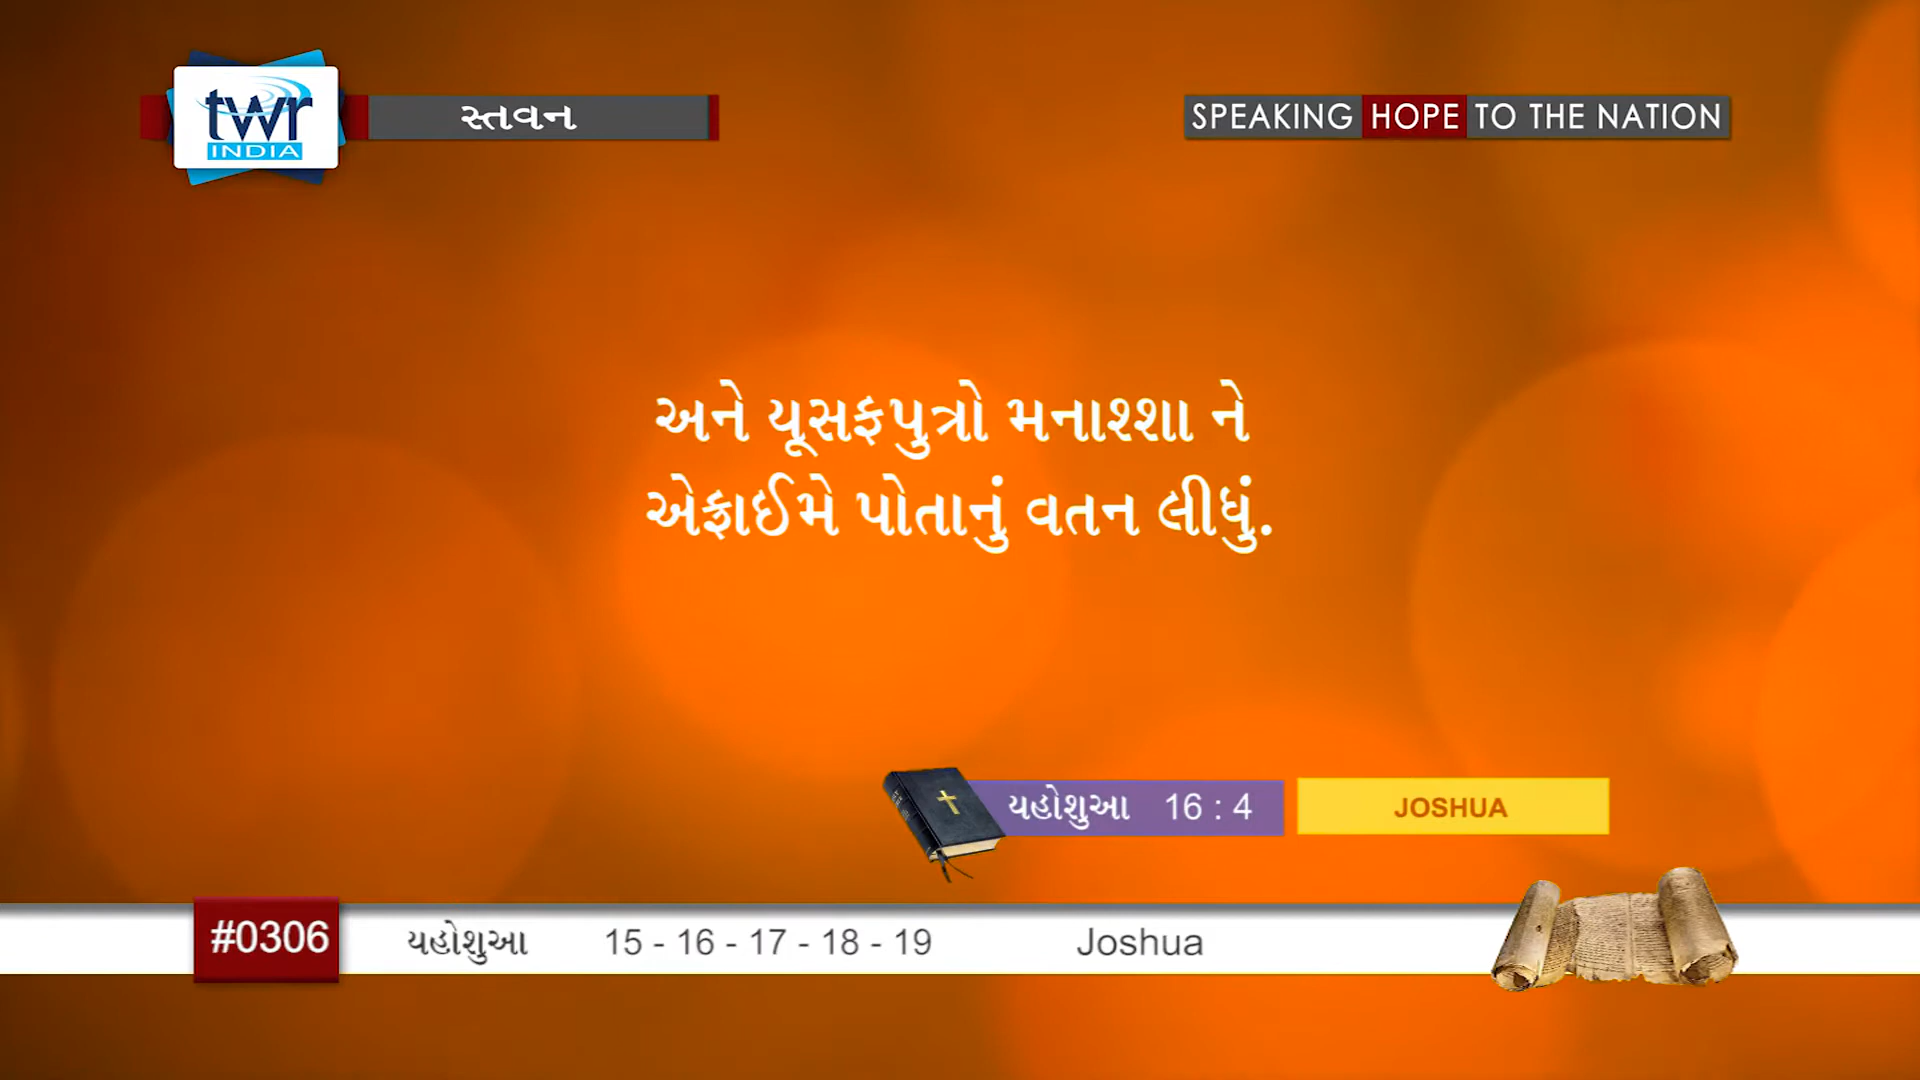 twr
INDIA
સ્તવન
SPEAKING HOPE TO THE NATION
અને યૂસફપુત્રો મનાશ્શા ને
એફ્રાઈમે પોતાનું વતન લીધું.
યહોશુઆ 16 : 4
JOSHUA
#0306 યહોશુઆ 15 - 16 - 17 - 18 - 19 Joshua